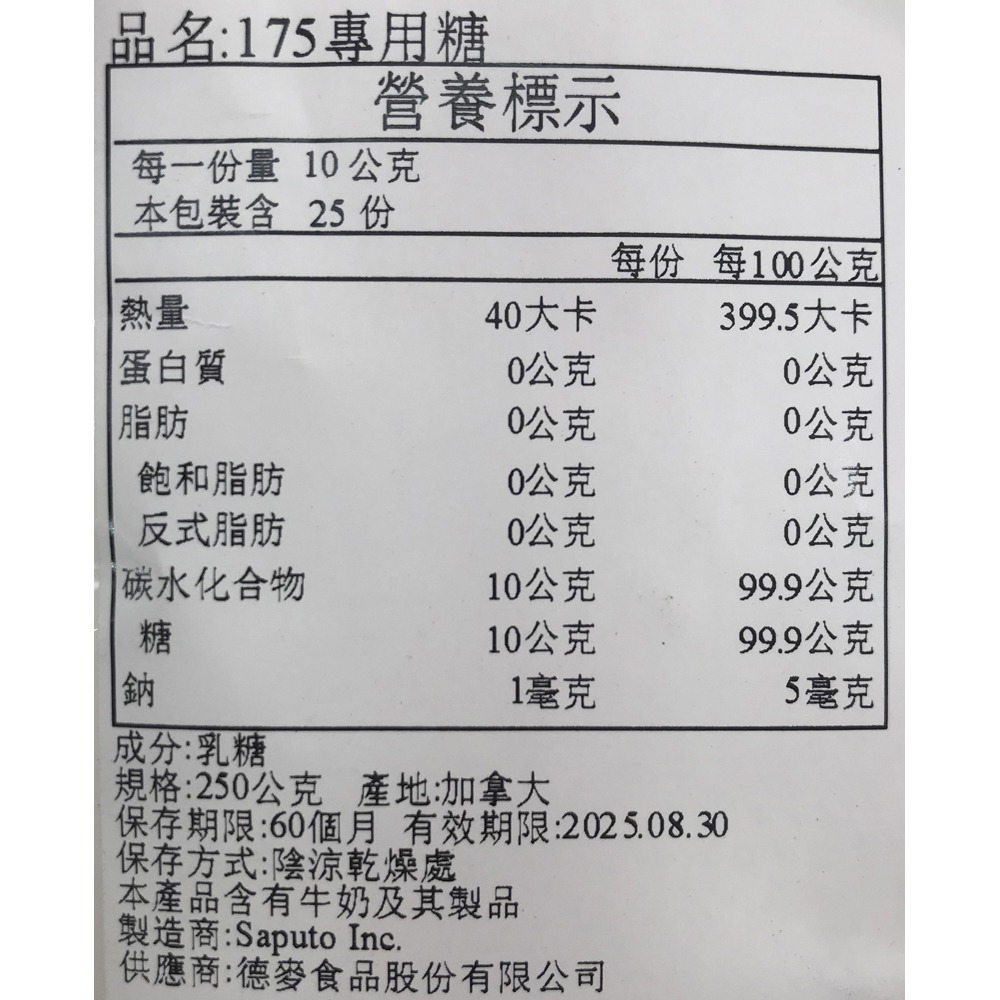 品名:175專用糖
營養標示
每一份量 10公克
本包裝含 25 份
每份 每100公克
熱量 40大卡 399.5大卡
蛋白質 0公克 0公克
脂肪 0公克 0公克
飽和脂肪 0公克 0公克
反式脂肪 0公克 0公克
碳水化合物 10公克 99.9公克
糖 10公克 99.9公克
鈉 1毫克 5毫克
成分:乳糖
規格:250公克 產地:加拿大
保存期限:60個月 有效期限:2025.08.30
保存方式:陰涼乾燥處
本產品含有牛奶及其製品
製造商:Saputo Inc.
供應商:德麥食品股份有限公司